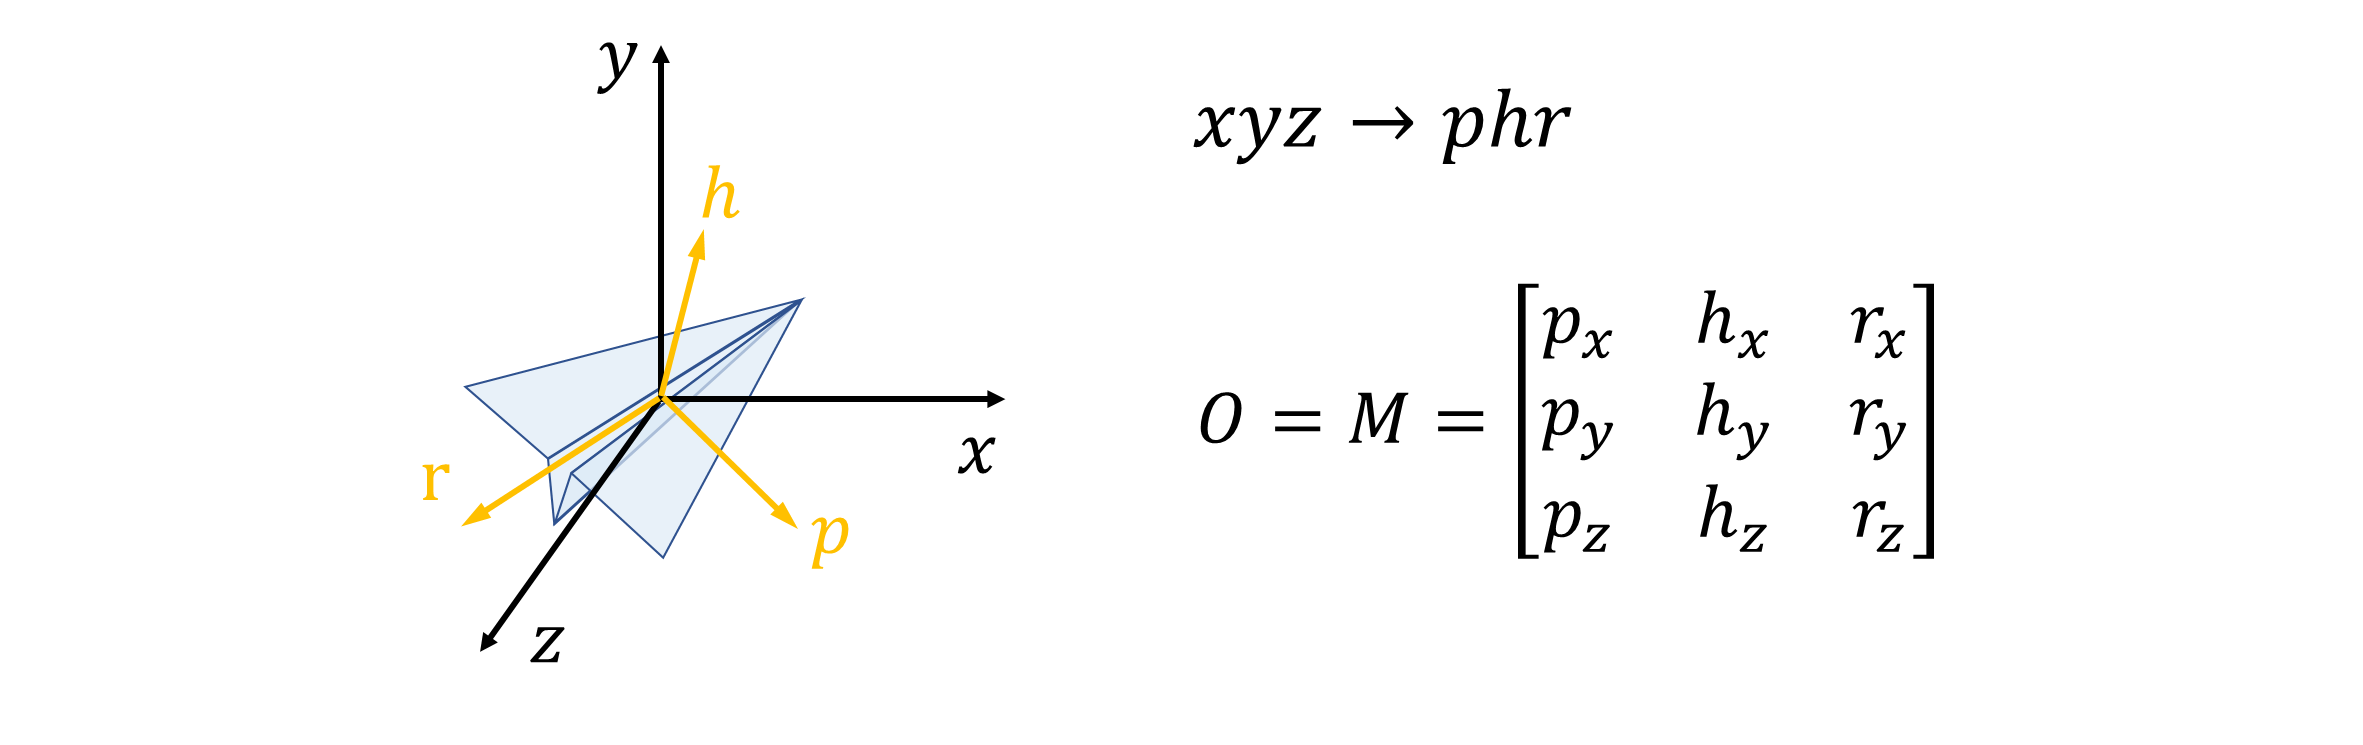 y
h
r
x
p
z
xyz → phr
O = M = [
p_x h_x r_x
p_y h_y r_y
p_z h_z r_z
]